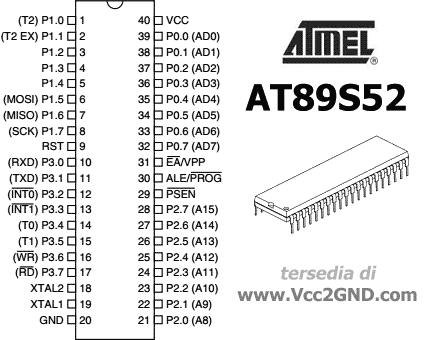 (T2) P1.0 1 40 VCC
(T2 EX) P1.1 2 39 P0.0 (AD0)
P1.2 3 38 P0.1 (AD1)
P1.3 4 37 P0.2 (AD2)
P1.4 5 36 P0.3 (AD3)
(MOSI) P1.5 6 35 P0.4 (AD4)
(MISO) P1.6 7 34 P0.5 (AD5)
(SCK) P1.7 8 33 P0.6 (AD6)
RST 9 32 P0.7 (AD7)
(RXD) P3.0 10 31 E̅A̅/VPP
(TXD) P3.1 11 30 ALE/P̅R̅O̅G̅
(I̅N̅T̅0̅) P3.2 12 29 P̅S̅E̅N̅
(I̅N̅T̅1̅) P3.3 13 28 P2.7 (A15)
(T0) P3.4 14 27 P2.6 (A14)
(T1) P3.5 15 26 P2.5 (A13)
(W̅R̅) P3.6 16 25 P2.4 (A12)
(R̅D̅) P3.7 17 24 P2.3 (A11)
XTAL2 18 23 P2.2 (A10)
XTAL1 19 22 P2.1 (A9)
GND 20 21 P2.0 (A8)
ATMEL®
AT89S52
tersedia di
www.Vcc2GND.com